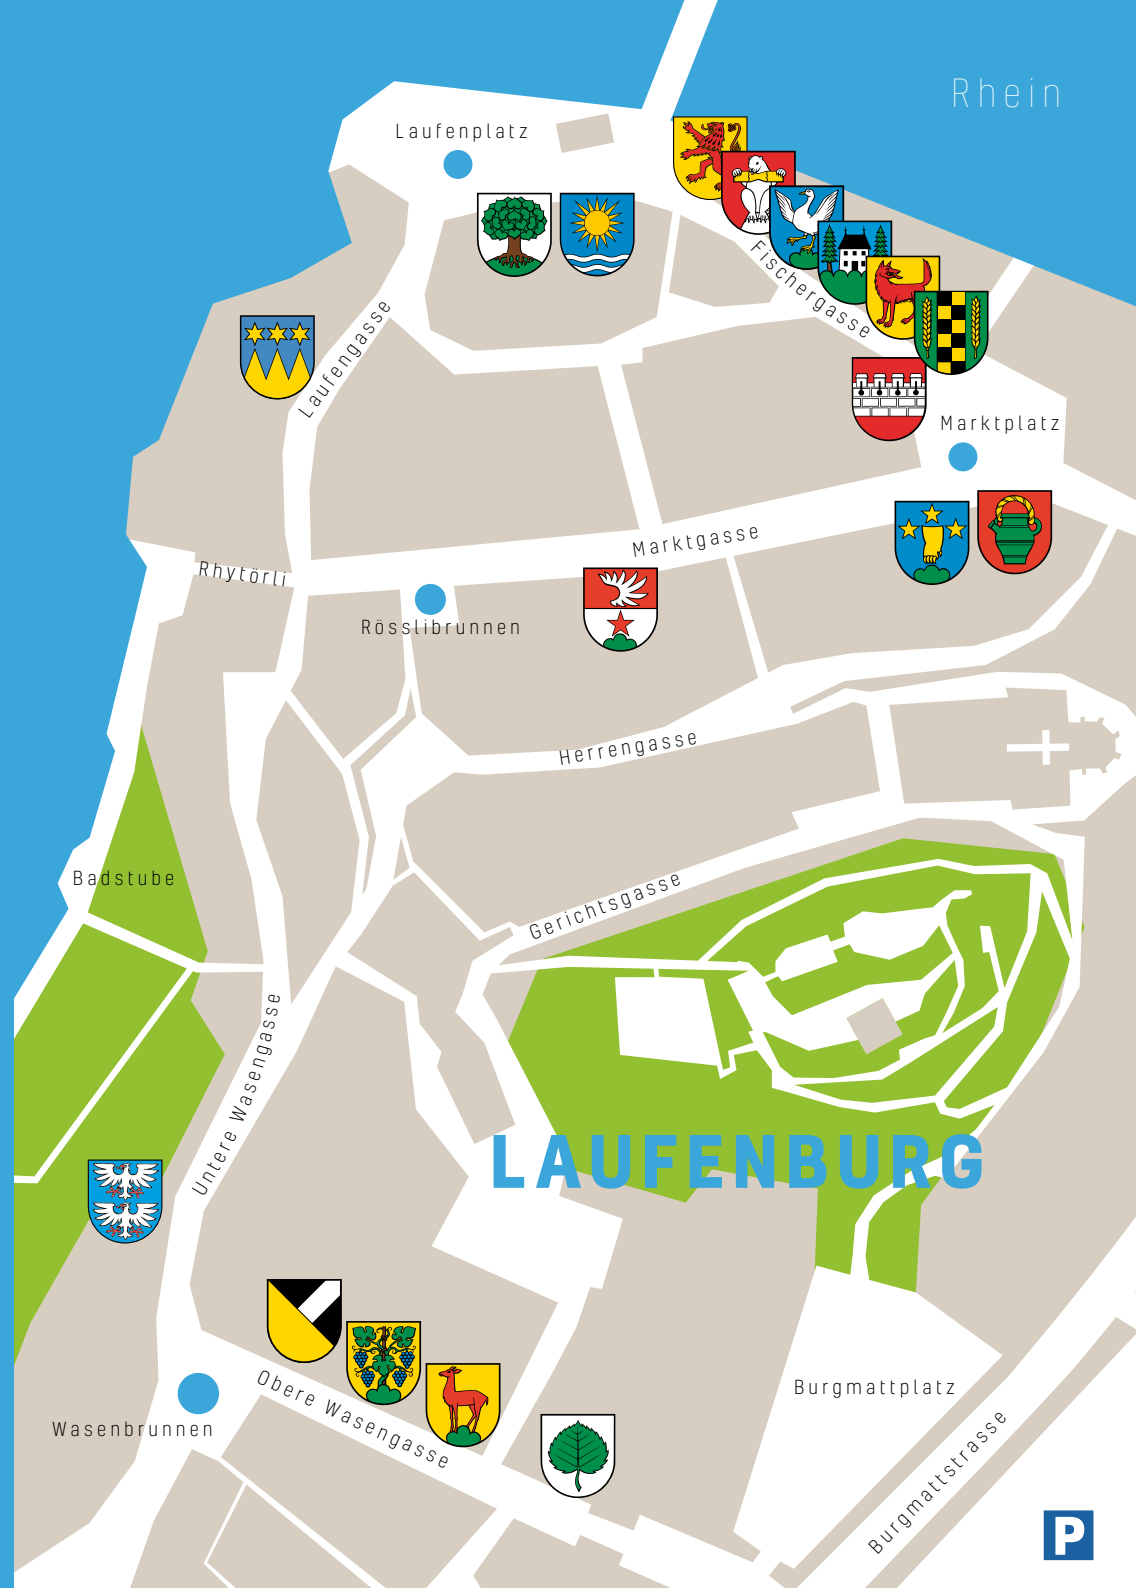 Rhein
Laufenplatz
Fischergasse
Laufengasse
Marktplatz
Marktgasse
Rhytörli
Rösslibrunnen
Herrengasse
Badstube
Gerichtsgasse
Untere Wasengasse
LAUFENBURG
Obere Wasengasse
Burgmattplatz
Wasenbrunnen
Burgmattstrasse
P